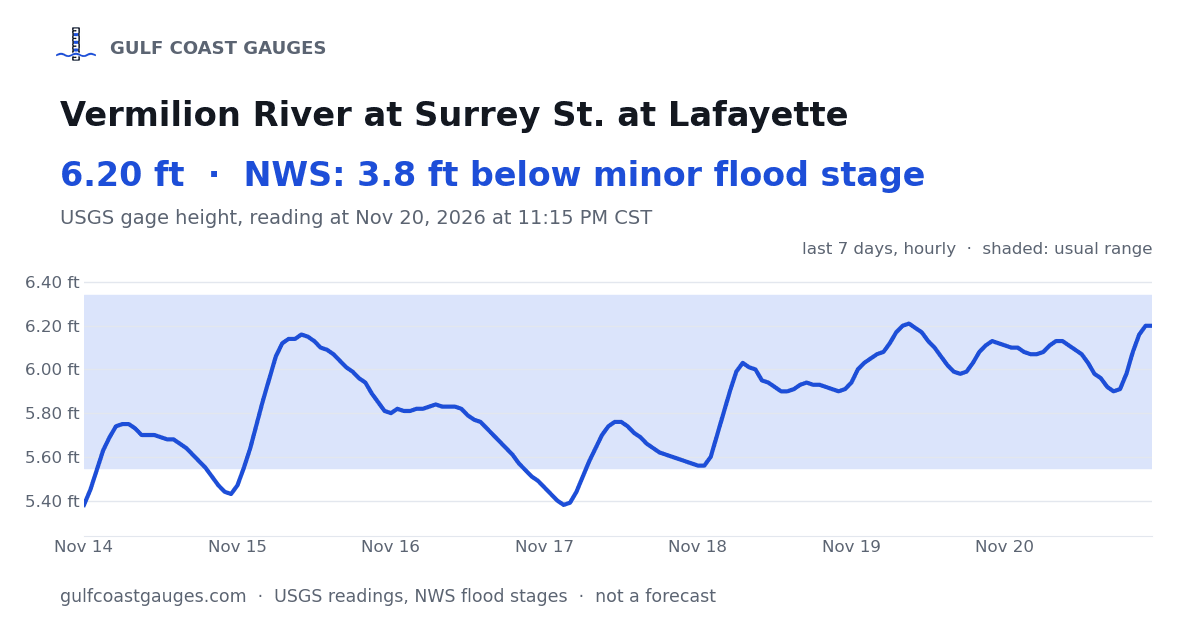 GULF COAST GAUGES
Vermilion River at Surrey St. at Lafayette
6.20 ft · NWS: 3.8 ft below minor flood stage
USGS gage height, reading at Nov 20, 2026 at 11:15 PM CST
last 7 days, hourly · shaded: usual range
6.40 ft
6.20 ft
6.00 ft
5.80 ft
5.60 ft
5.40 ft
Nov 14 Nov 15 Nov 16 Nov 17 Nov 18 Nov 19 Nov 20
gulfcoastgauges.com · USGS readings, NWS flood stages · not a forecast